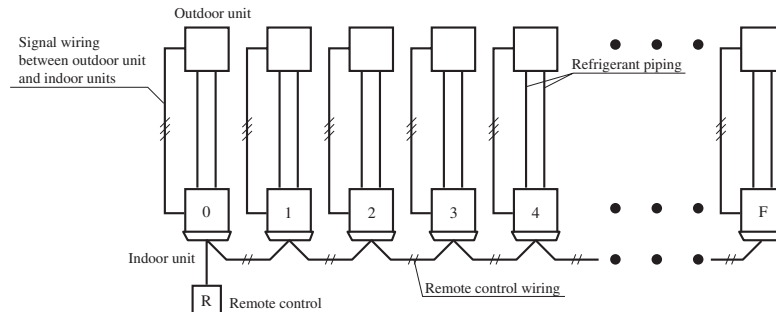 Outdoor unit
Signal wiring
between outdoor unit
and indoor units
Refrigerant piping
0
1
2
3
4
F
Indoor unit
Remote control wiring
R
Remote control